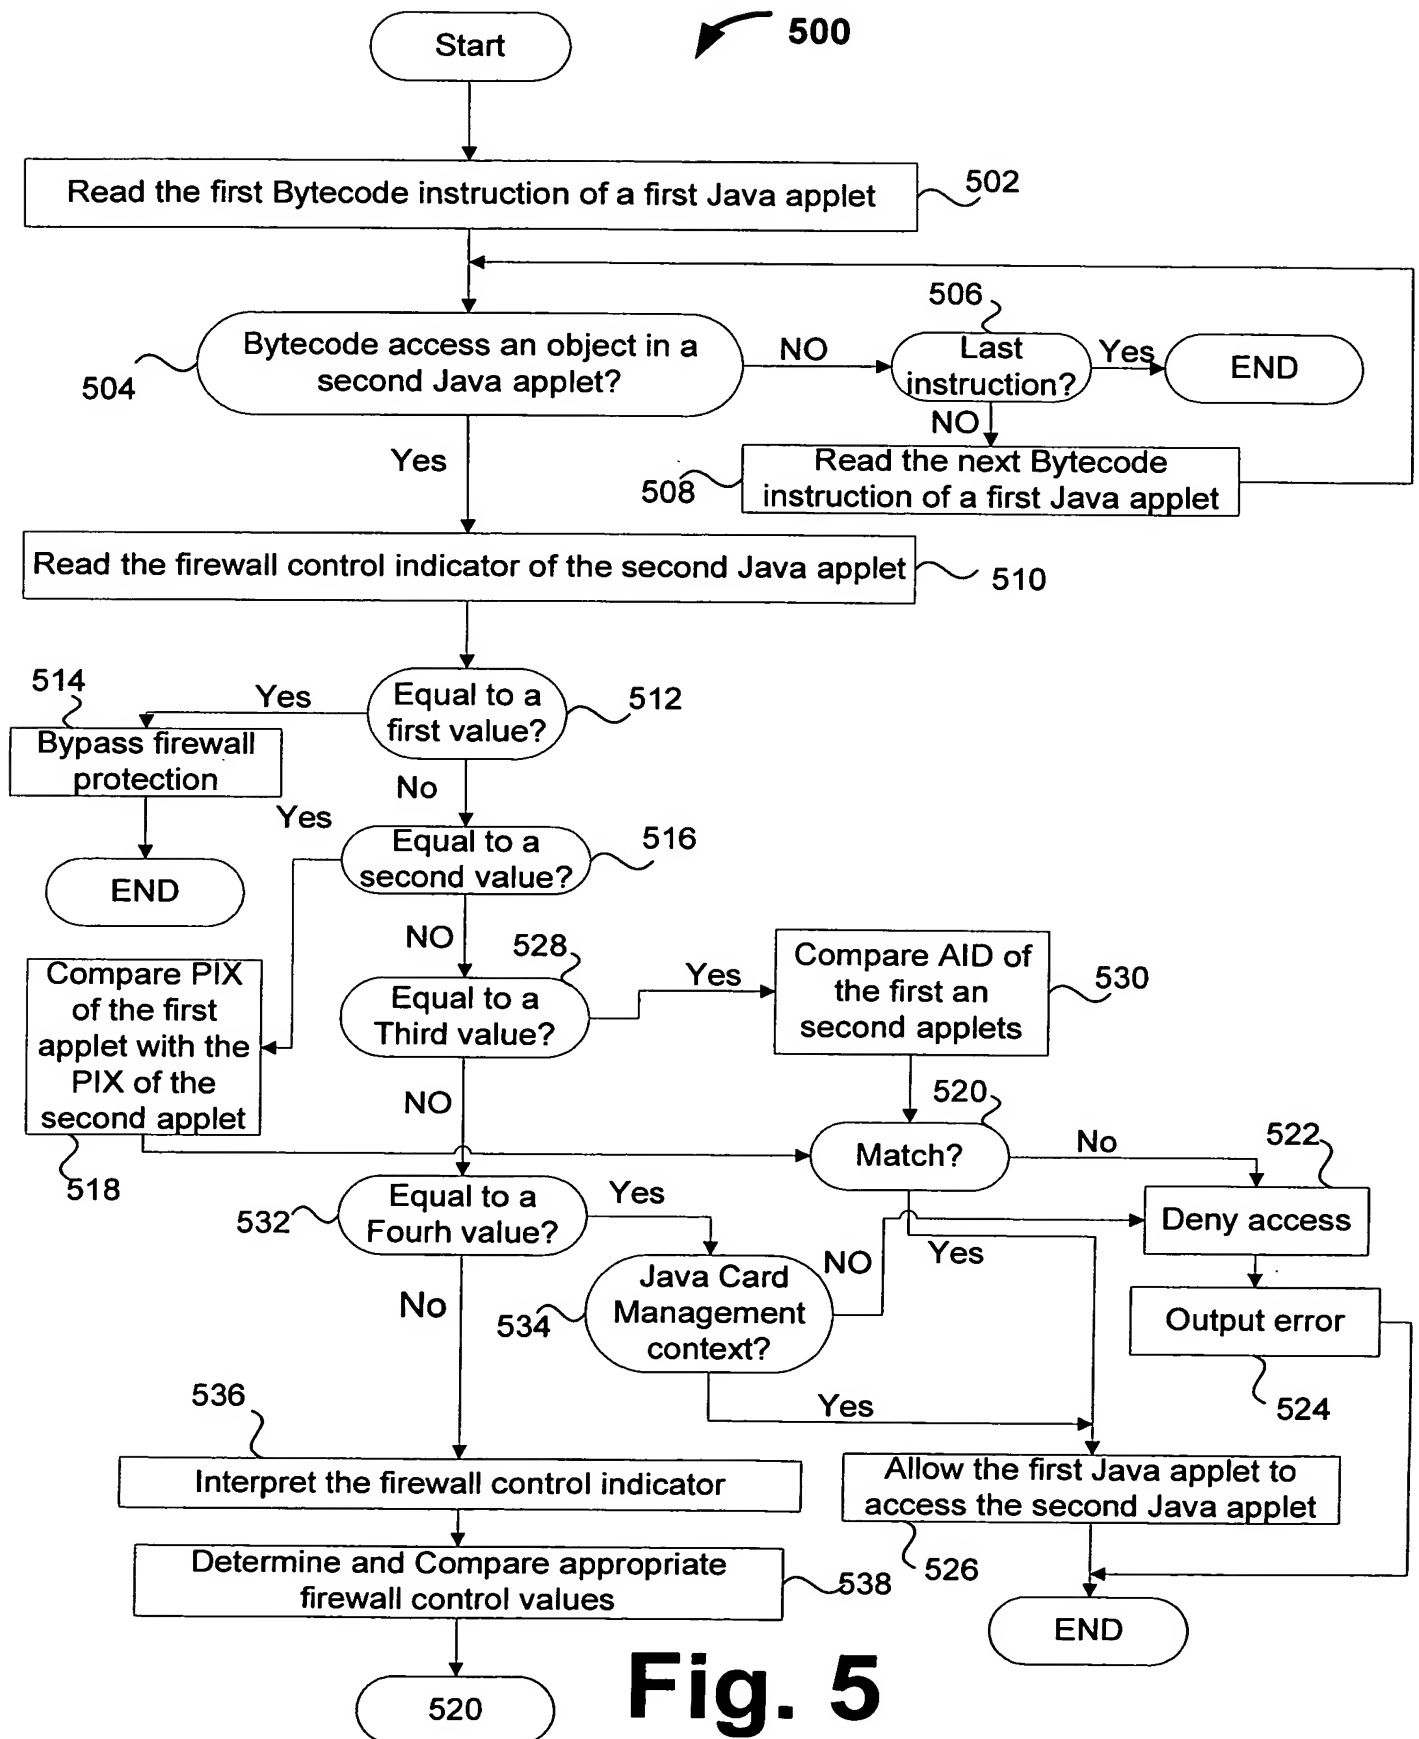 Start
500
Read the first Bytecode instruction of a first Java applet
502
506
Bytecode access an object in a
second Java applet?
504
NO
Last
instruction?
Yes
END
NO
Yes
Read the next Bytecode
instruction of a first Java applet
508
Read the firewall control indicator of the second Java applet
510
514
Yes
Equal to a
first value?
512
Bypass firewall
protection
No
Yes
END
Equal to a
second value?
516
NO
528
Compare PIX
of the first
applet with the
PIX of the
second applet
518
Equal to a
Third value?
Yes
Compare AID of
the first an
second applets
530
NO
520
Match?
No
522
Deny access
532
Equal to a
Fourh value?
Yes
NO
Yes
Java Card
Management
context?
534
No
Output error
524
Yes
536
Interpret the firewall control indicator
Allow the first Java applet to
access the second Java applet
526
Determine and Compare appropriate
firewall control values
538
END
520
Fig. 5